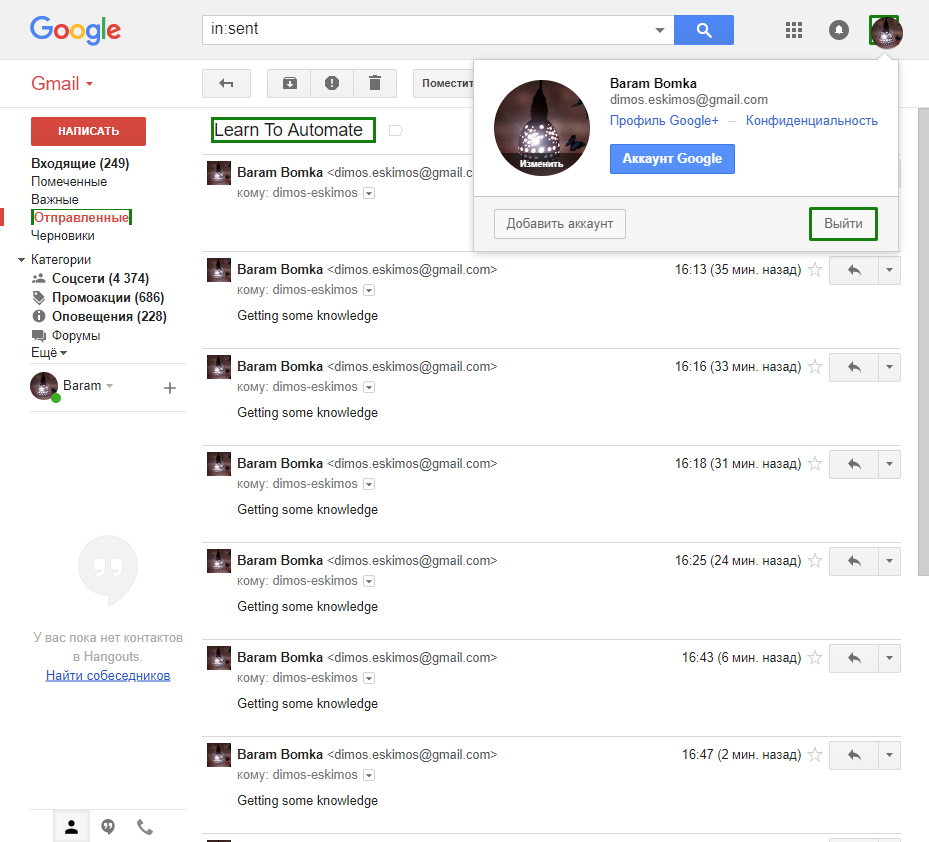 Google
in:sent
Gmail
Поместит
Baram Bomka
dimos.eskimos@gmail.com
Профиль Google+ – Конфиденциальность
Изменить
Аккаунт Google
Добавить аккаунт
Выйти
НАПИСАТЬ
Входящие (249)
Помеченные
Важные
Отправленные
Черновики
Категории
Соцсети (4 374)
Промоакции (686)
Оповещения (228)
Форумы
Ещё
Baram
У вас пока нет контактов
в Hangouts.
Найти собеседников
Learn To Automate
Baram Bomka <dimos.eskimos@gmail.c
кому: dimos-eskimos
Baram Bomka <dimos.eskimos@gmail.com> 16:13 (35 мин. назад)
кому: dimos-eskimos
Getting some knowledge
Baram Bomka <dimos.eskimos@gmail.com> 16:16 (33 мин. назад)
кому: dimos-eskimos
Getting some knowledge
Baram Bomka <dimos.eskimos@gmail.com> 16:18 (31 мин. назад)
кому: dimos-eskimos
Getting some knowledge
Baram Bomka <dimos.eskimos@gmail.com> 16:25 (24 мин. назад)
кому: dimos-eskimos
Getting some knowledge
Baram Bomka <dimos.eskimos@gmail.com> 16:43 (6 мин. назад)
кому: dimos-eskimos
Getting some knowledge
Baram Bomka <dimos.eskimos@gmail.com> 16:47 (2 мин. назад)
кому: dimos-eskimos
Getting some knowledge